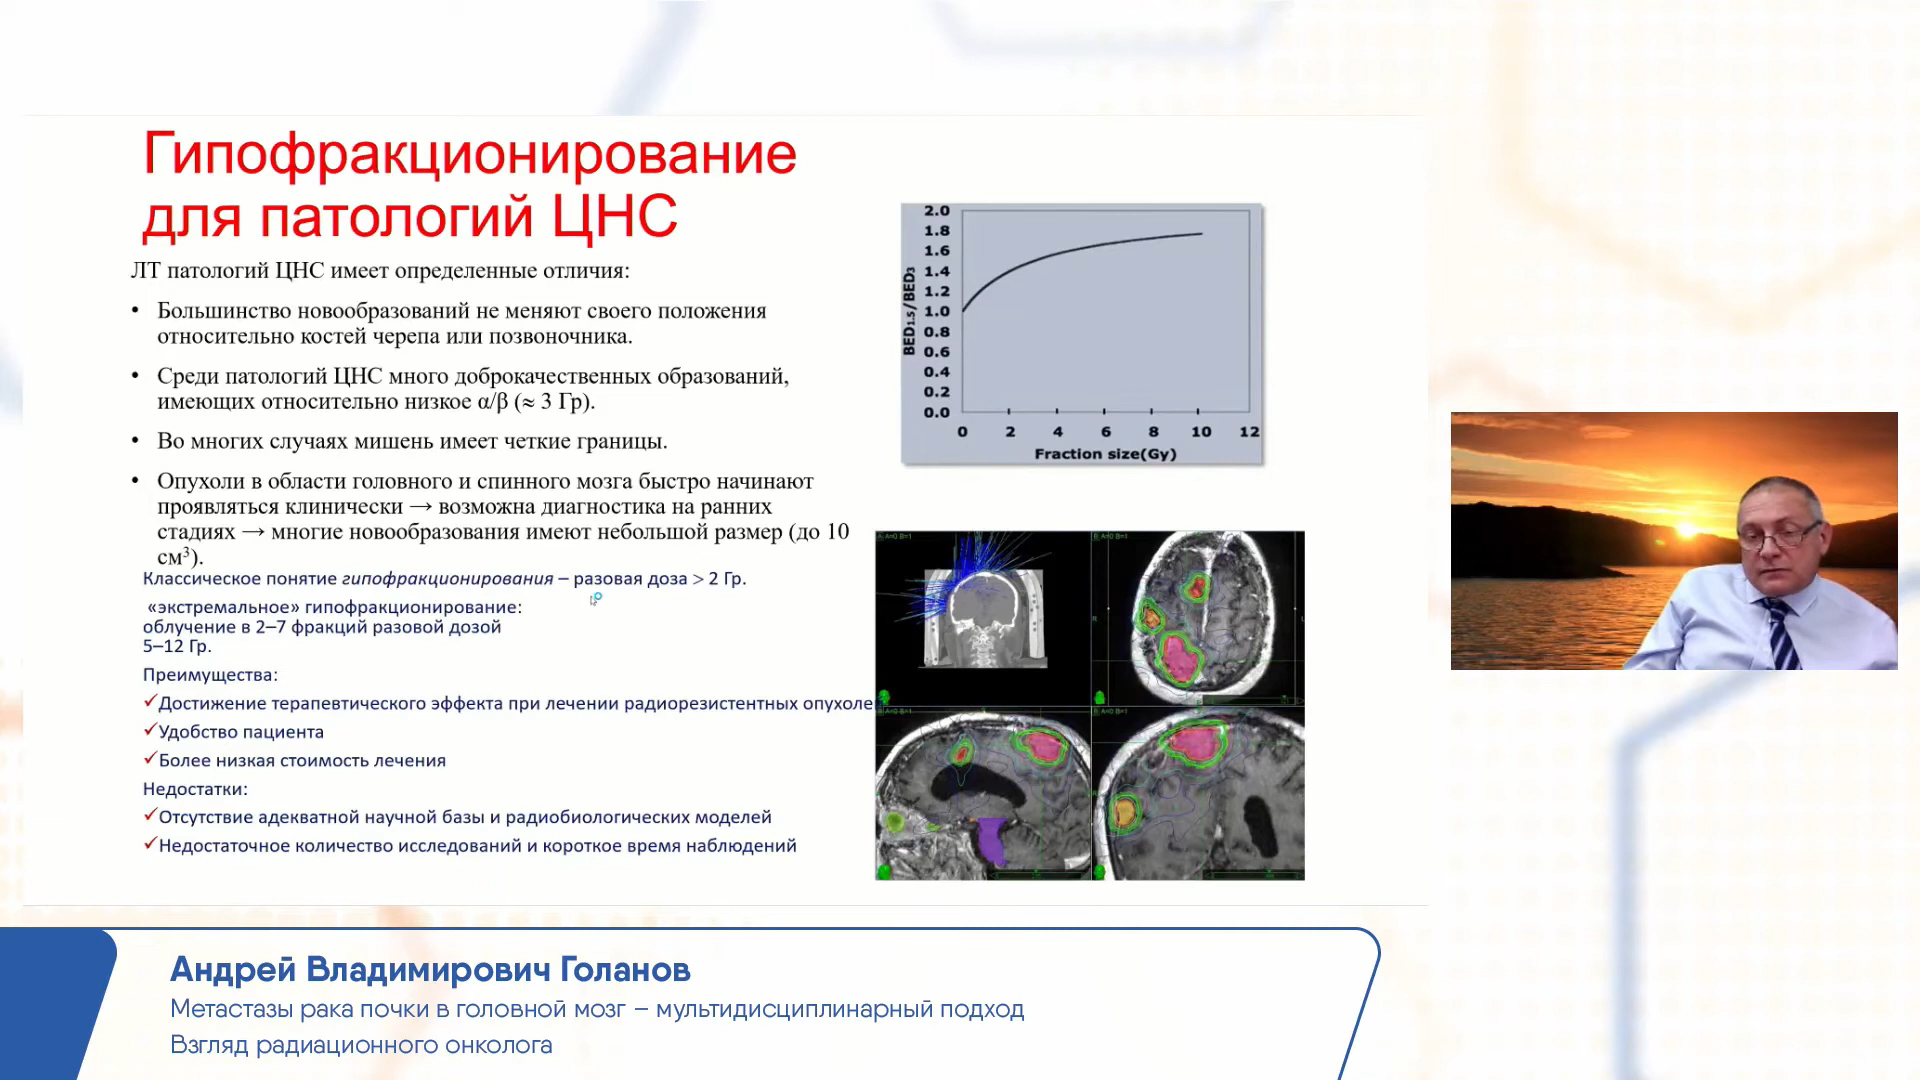 Гипофракционирование
для патологий ЦНС
ЛТ патологий ЦНС имеет определенные отличия:
• Большинство новообразований не меняют своего положения
относительно костей черепа или позвоночника.
• Среди патологий ЦНС много доброкачественных образований,
имеющих относительно низкое α/β (≈ 3 Гр).
• Во многих случаях мишень имеет четкие границы.
• Опухоли в области головного и спинного мозга быстро начинают
проявляться клинически → возможна диагностика на ранних
стадиях → многие новообразования имеют небольшой размер (до 10
см³).
Классическое понятие гипофракционирования – разовая доза > 2 Гр.
«экстремальное» гипофракционирование:
облучение в 2–7 фракций разовой дозой
5–12 Гр.
Преимущества:
✓Достижение терапевтического эффекта при лечении радиорезистентных опухоле
✓Удобство пациента
✓Более низкая стоимость лечения
Недостатки:
✓Отсутствие адекватной научной базы и радиобиологических моделей
✓Недостаточное количество исследований и короткое время наблюдений
BED1.5/BED3
2.0
1.8
1.6
1.4
1.2
1.0
0.8
0.6
0.4
0.2
0.0
0 2 4 6 8 10 12
Fraction size(Gy)
Андрей Владимирович Голанов
Метастазы рака почки в головной мозг – мультидисциплинарный подход
Взгляд радиационного онколога